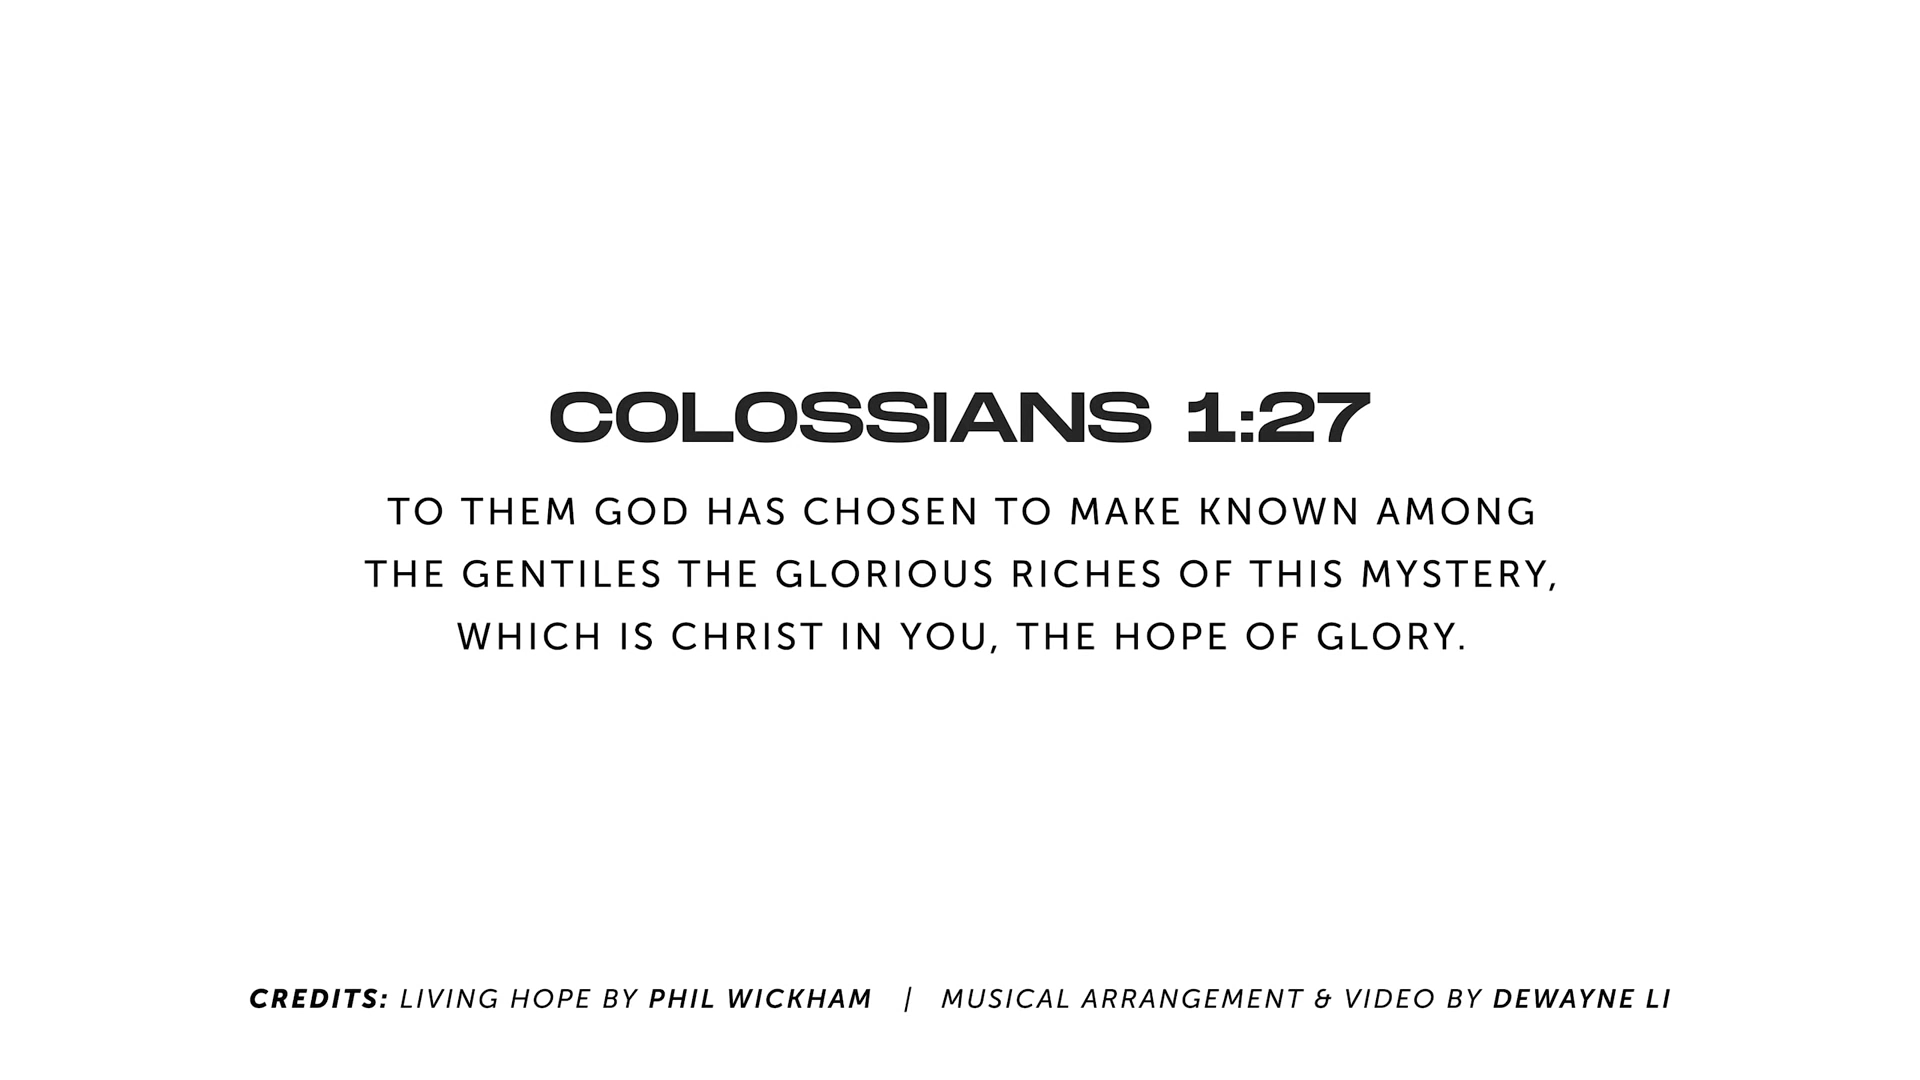 COLOSSIANS 1:27
TO THEM GOD HAS CHOSEN TO MAKE KNOWN AMONG
THE GENTILES THE GLORIOUS RICHES OF THIS MYSTERY,
WHICH IS CHRIST IN YOU, THE HOPE OF GLORY.
CREDITS: LIVING HOPE BY PHIL WICKHAM | MUSICAL ARRANGEMENT & VIDEO BY DEWAYNE LI